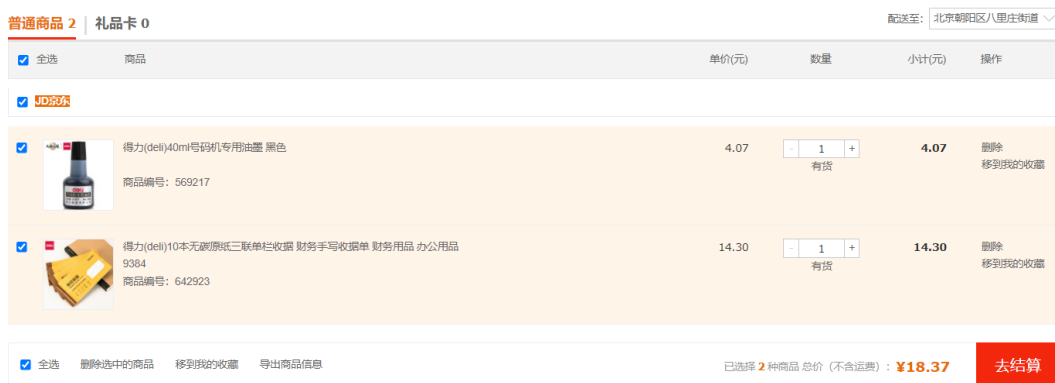 普通商品 2 礼品卡 0 配送至： 北京朝阳区八里庄街道
全选 商品 单价(元) 数量 小计(元) 操作
JD京东
得力(deli)40ml号码机专用油墨 黑色 4.07 - 1 + 4.07 删除
有货 移到我的收藏
商品编号：569217
得力(deli)10本无碳原纸三联单栏收据 财务手写收据单 财务用品 办公用品 14.30 - 1 + 14.30 删除
9384 有货 移到我的收藏
商品编号：642923
全选 删除选中的商品 移到我的收藏 导出商品信息 已选择 2 种商品 总价（不含运费）：¥18.37 去结算